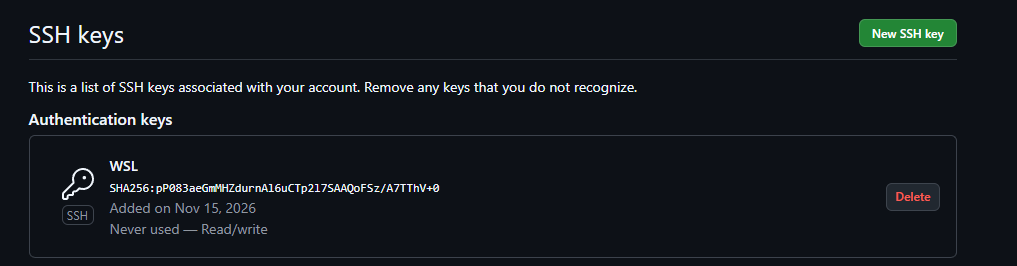 SSH keys
New SSH key
This is a list of SSH keys associated with your account. Remove any keys that you do not recognize.
Authentication keys
WSL
SHA256:pP083aeGmMHZdurnA16uCTp217SAAQoFSz/A7TThV+0
Added on Nov 15, 2026
Never used — Read/write
SSH
Delete